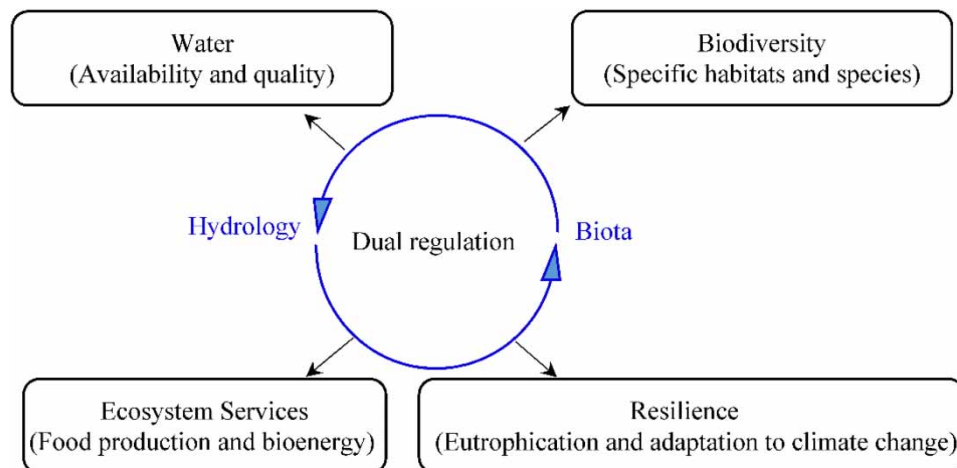 Water
(Availability and quality)
Biodiversity
(Specific habitats and species)
Hydrology
Dual regulation
Biota
Ecosystem Services
(Food production and bioenergy)
Resilience
(Eutrophication and adaptation to climate change)